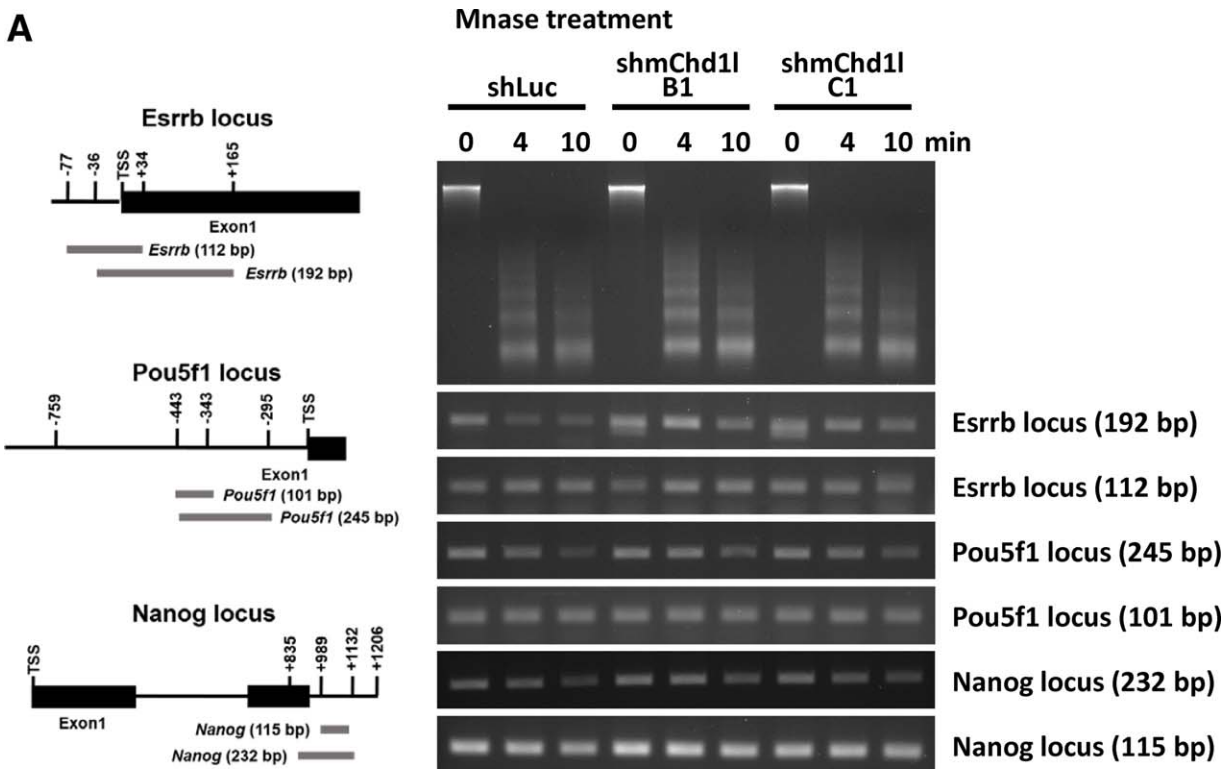 A
Mnase treatment
shLuc
shmChd1l
B1
shmChd1l
C1
0 4 10 0 4 10 0 4 10 min
Esrrb locus
-77 -36 TSS +34 +165
Exon1
Esrrb (112 bp)
Esrrb (192 bp)
Pou5f1 locus
-759 -443 -343 -295 TSS
Exon1
Pou5f1 (101 bp)
Pou5f1 (245 bp)
Nanog locus
TSS +835 +989 +1132 +1206
Exon1
Nanog (115 bp)
Nanog (232 bp)
Esrrb locus (192 bp)
Esrrb locus (112 bp)
Pou5f1 locus (245 bp)
Pou5f1 locus (101 bp)
Nanog locus (232 bp)
Nanog locus (115 bp)